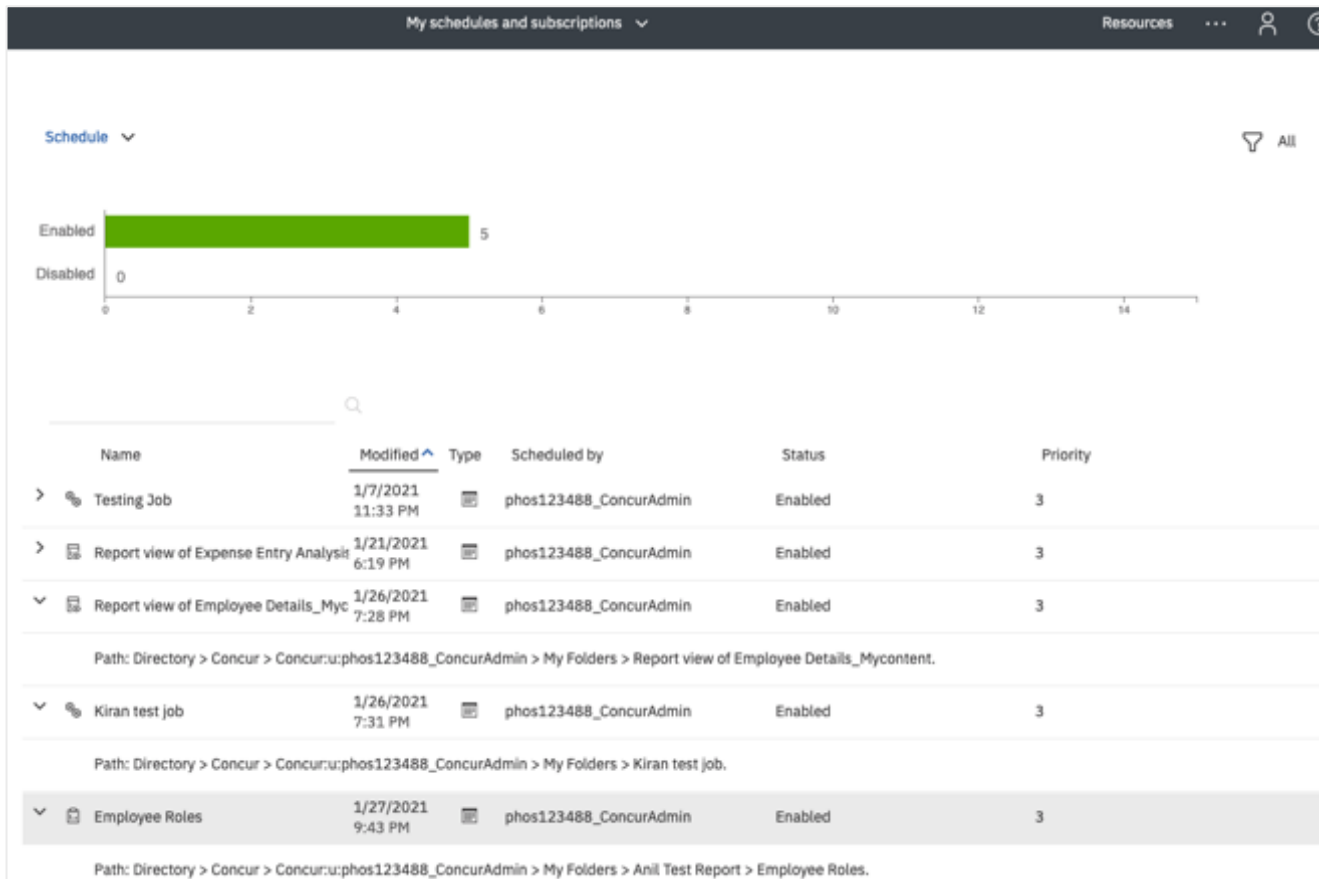 My schedules and subscriptions
Resources
Schedule
All
Enabled
5
Disabled
0
0 2 4 6 8 10 12 14
Name Modified Type Scheduled by Status Priority
Testing Job 1/7/2021 11:33 PM phos123488_ConcurAdmin Enabled 3
Report view of Expense Entry Analysis 1/21/2021 6:19 PM phos123488_ConcurAdmin Enabled 3
Report view of Employee Details_Myc 1/26/2021 7:28 PM phos123488_ConcurAdmin Enabled 3
Path: Directory > Concur > Concur:u:phos123488_ConcurAdmin > My Folders > Report view of Employee Details_Mycontent.
Kiran test job 1/26/2021 7:31 PM phos123488_ConcurAdmin Enabled 3
Path: Directory > Concur > Concur:u:phos123488_ConcurAdmin > My Folders > Kiran test job.
Employee Roles 1/27/2021 9:43 PM phos123488_ConcurAdmin Enabled 3
Path: Directory > Concur > Concur:u:phos123488_ConcurAdmin > My Folders > Anil Test Report > Employee Roles.